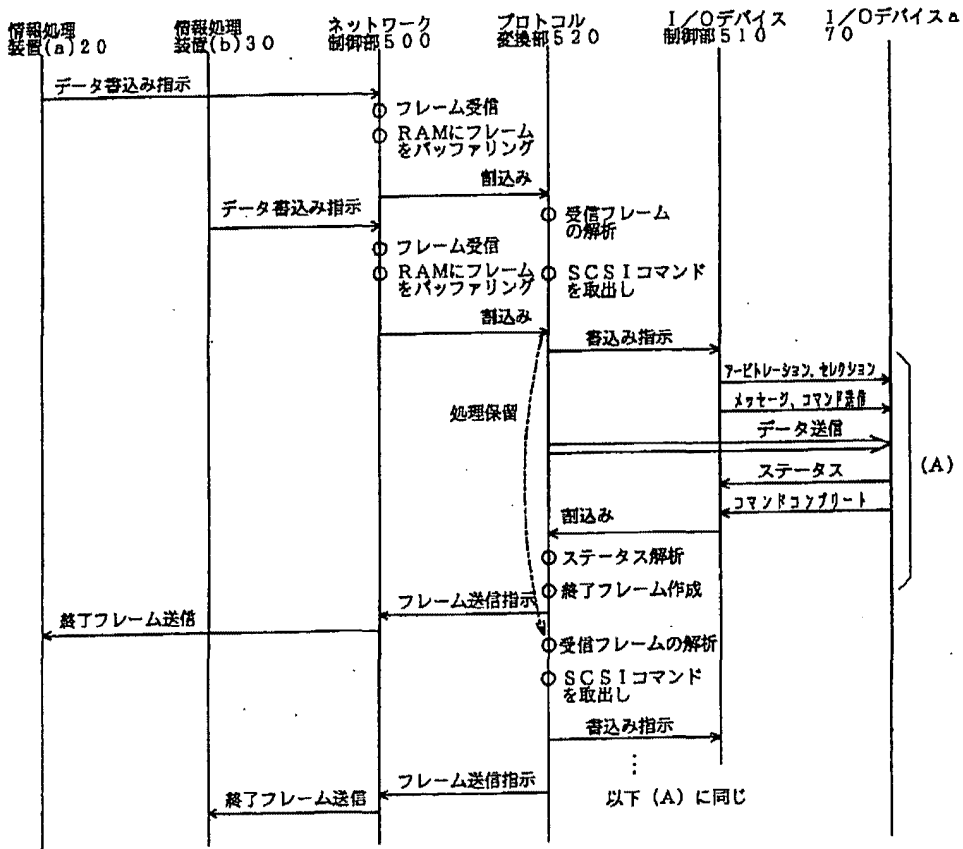 情報処理
装置(a)20
情報処理
装置(b)30
ネットワーク
制御部500
プロトコル
変換部520
I/Oデバイス
制御部510
I/Oデバイスa
70
データ書込み指示
フレーム受信
RAMにフレーム
をバッファリング
割込み
データ書込み指示
受信フレーム
の解析
フレーム受信
RAMにフレーム
をバッファリング
SCSIコマンド
を取出し
割込み
書込み指示
アービトレーション、セレクション
メッセージ、コマンド送信
処理保留
データ送信
(A)
ステータス
コマンドコンプリート
割込み
ステータス解析
終了フレーム作成
フレーム送信指示
終了フレーム送信
受信フレームの解析
SCSIコマンド
を取出し
書込み指示
フレーム送信指示
以下(A)に同じ
終了フレーム送信